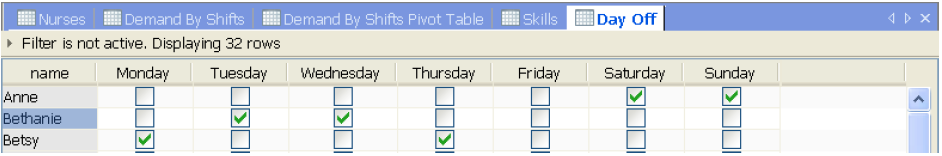 Nurses Demand By Shifts Demand By Shifts Pivot Table Skills Day Off
Filter is not active. Displaying 32 rows
name Monday Tuesday Wednesday Thursday Friday Saturday Sunday
Anne
Bethanie
Betsy